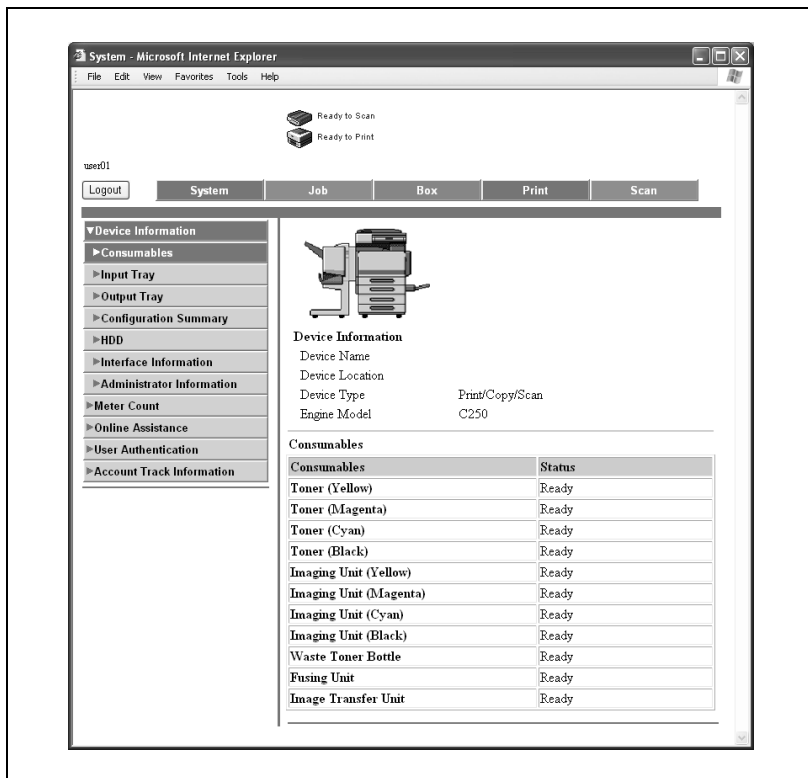 System - Microsoft Internet Explorer
File Edit View Favorites Tools Help
Ready to Scan
Ready to Print
user01
Logout System Job Box Print Scan
Device Information
Consumables
Input Tray
Output Tray
Configuration Summary
HDD
Interface Information
Administrator Information
Meter Count
Online Assistance
User Authentication
Account Track Information
Device Information
Device Name
Device Location
Device Type Print/Copy/Scan
Engine Model C250
Consumables
Consumables Status
Toner (Yellow) Ready
Toner (Magenta) Ready
Toner (Cyan) Ready
Toner (Black) Ready
Imaging Unit (Yellow) Ready
Imaging Unit (Magenta) Ready
Imaging Unit (Cyan) Ready
Imaging Unit (Black) Ready
Waste Toner Bottle Ready
Fusing Unit Ready
Image Transfer Unit Ready